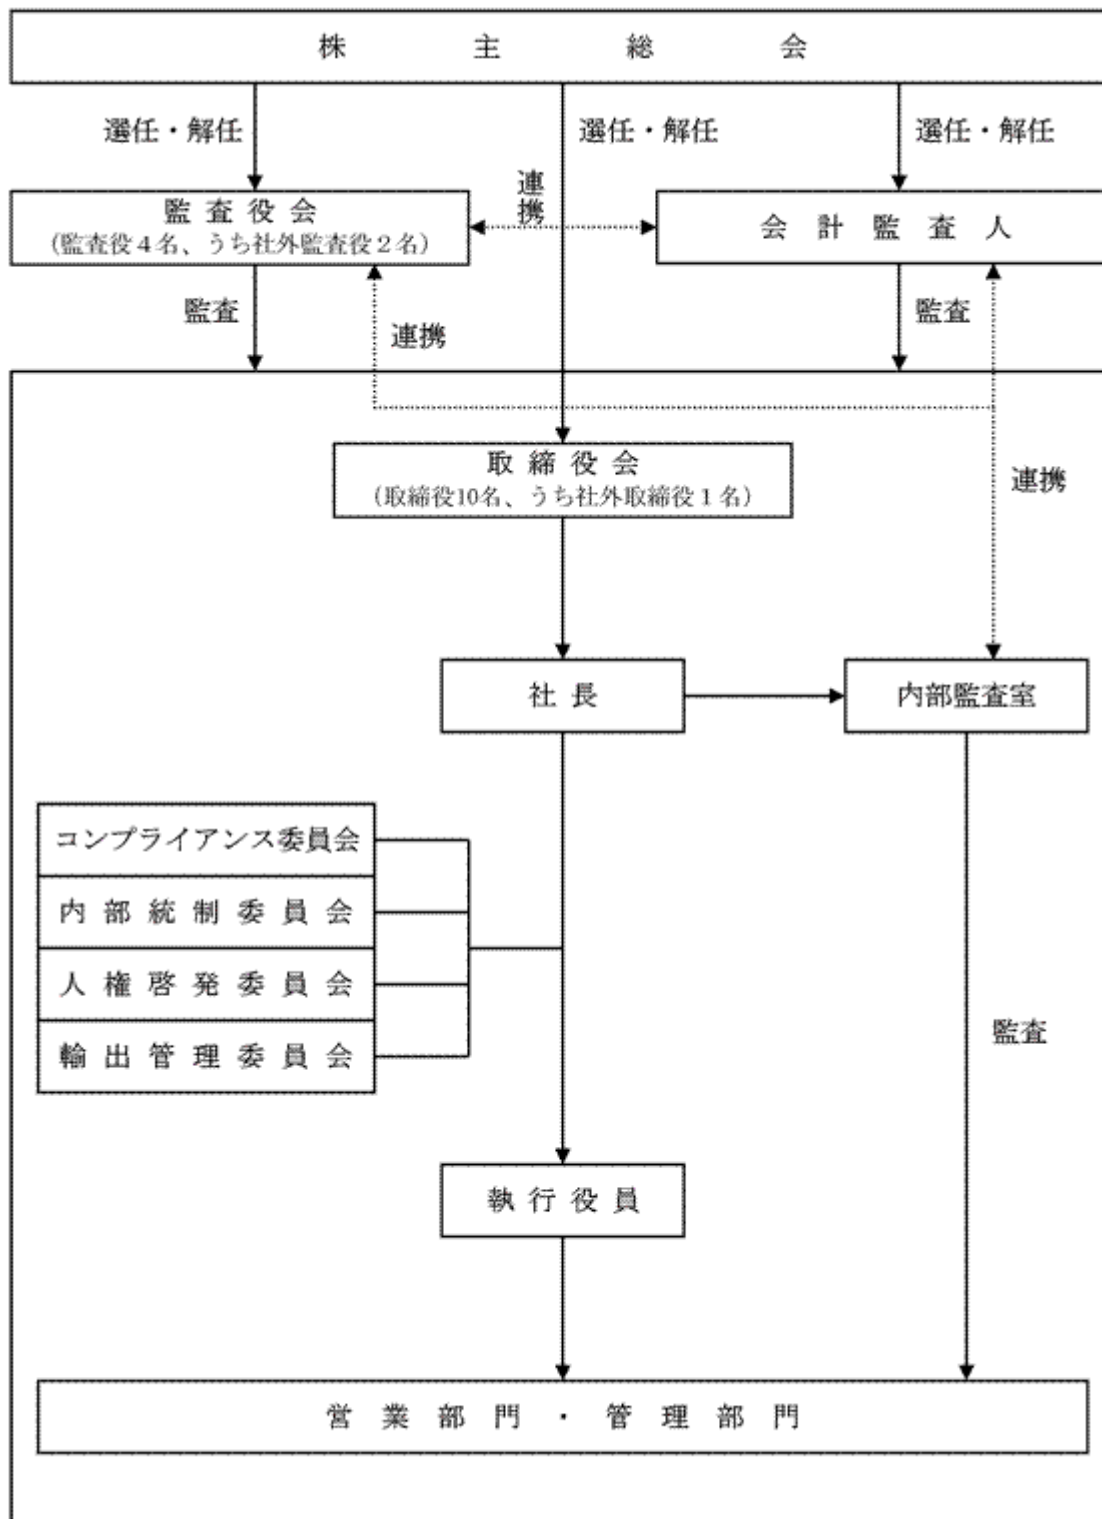 株主総会
選任・解任
選任・解任
選任・解任
監査役会
（監査役４名、うち社外監査役２名）
連携
会計監査人
監査
連携
監査
取締役会
（取締役10名、うち社外取締役１名）
連携
社長
内部監査室
コンプライアンス委員会
内部統制委員会
人権啓発委員会
輸出管理委員会
監査
執行役員
営業部門・管理部門